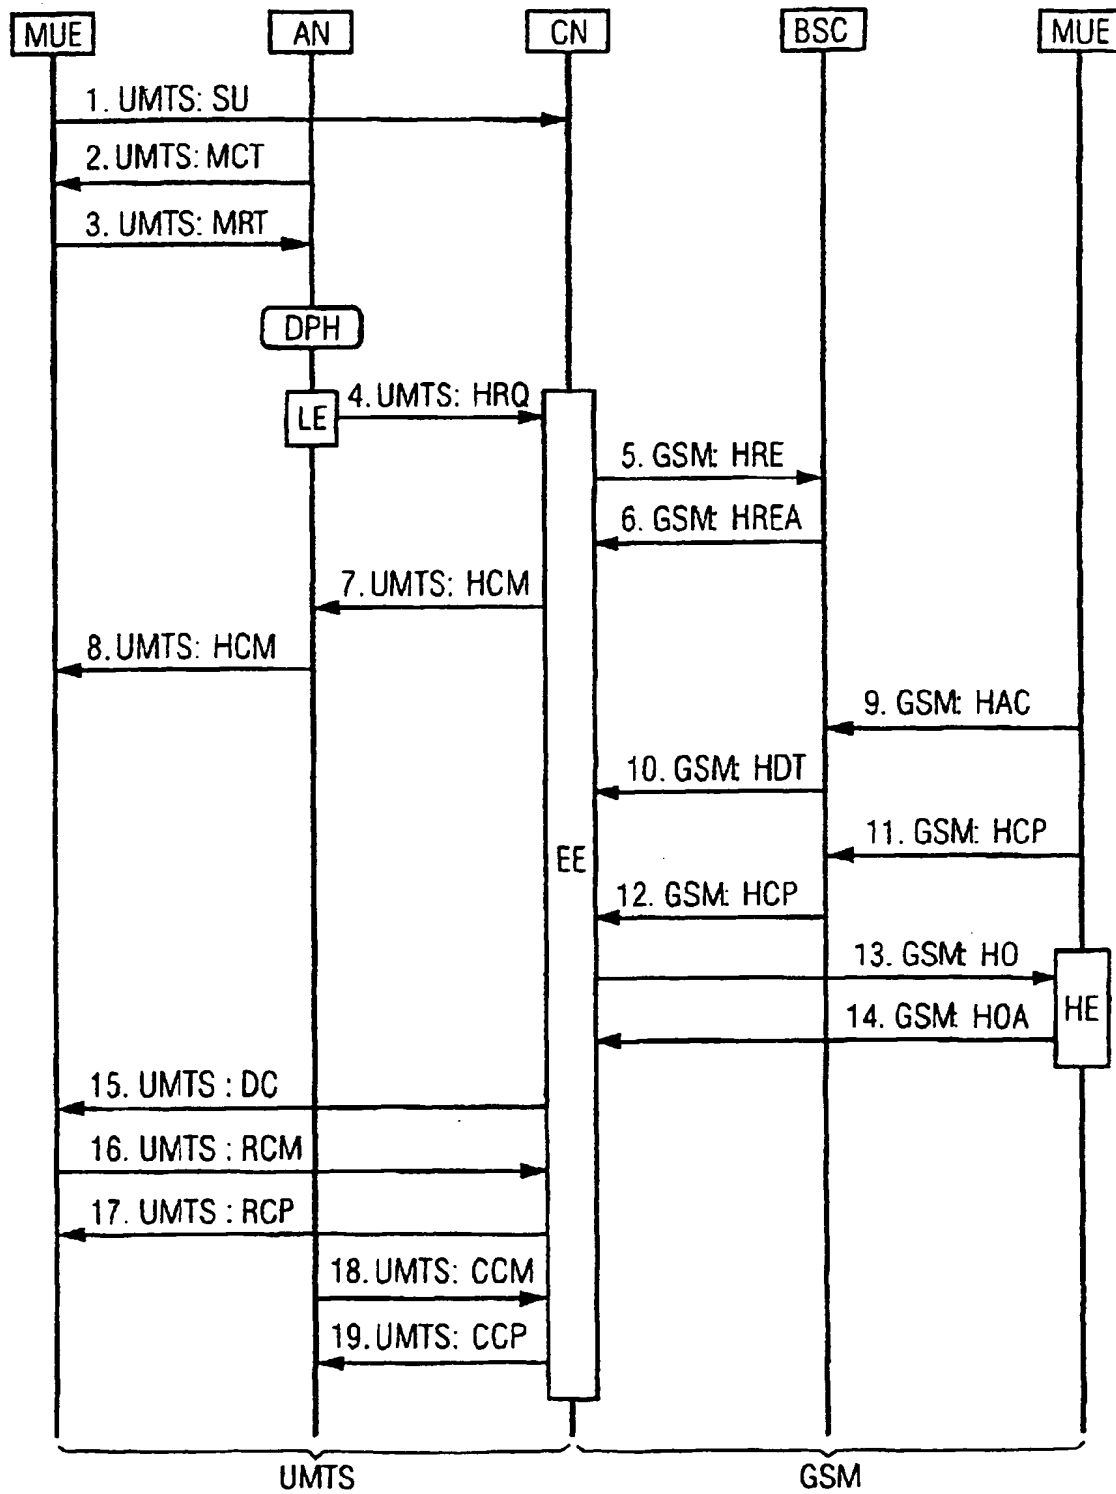 MUE AN CN BSC MUE
1. UMTS: SU
2. UMTS: MCT
3. UMTS: MRT
DPH
LE
4. UMTS: HRQ
5. GSM: HRE
6. GSM: HREA
7. UMTS: HCM
8. UMTS: HCM
9. GSM: HAC
10. GSM: HDT
11. GSM: HCP
EE
12. GSM: HCP
13. GSM: HO
HE
14. GSM: HOA
15. UMTS : DC
16. UMTS : RCM
17. UMTS : RCP
18. UMTS: CCM
19. UMTS: CCP
UMTS GSM